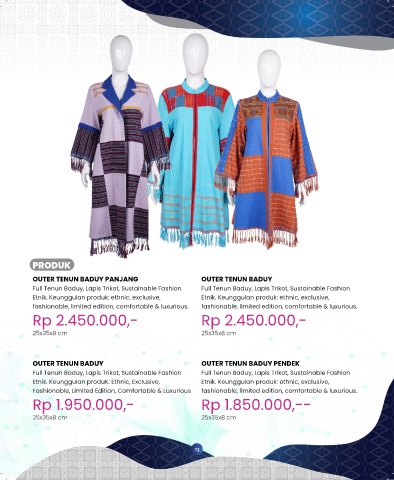 PRODUK
OUTER TENUN BADUY PANJANG
Full Tenun Baduy, Lapis Trikot, Sustainable Fashion
Etnik. Keunggulan produk: ethnic, exclusive,
fashionable, limited edition, comfortable & luxurious.
Rp 2.450.000,-
25x35x8 cm
OUTER TENUN BADUY
Full Tenun Baduy, Lapis Trikot, Sustainable Fashion
Etnik. Keunggulan produk: ethnic, exclusive,
fashionable, limited edition, comfortable & luxurious.
Rp 2.450.000,-
25x35x8 cm
OUTER TENUN BADUY
Full Tenun Baduy, Lapis Trikot, Sustainable Fashion
Etnik. Keunggulan produk: Ethnic, Exclusive,
Fashionable, Limited Edition, Comfortable & Luxurious
Rp 1.950.000,-
25x35x8 cm
OUTER TENUN BADUY PENDEK
Full Tenun Baduy, Lapis Trikot, Sustainable Fashion
Etnik. Keunggulan produk: ethnic, exclusive,
fashionable, limited edition, comfortable & luxurious.
Rp 1.850.000,--
25x35x8 cm